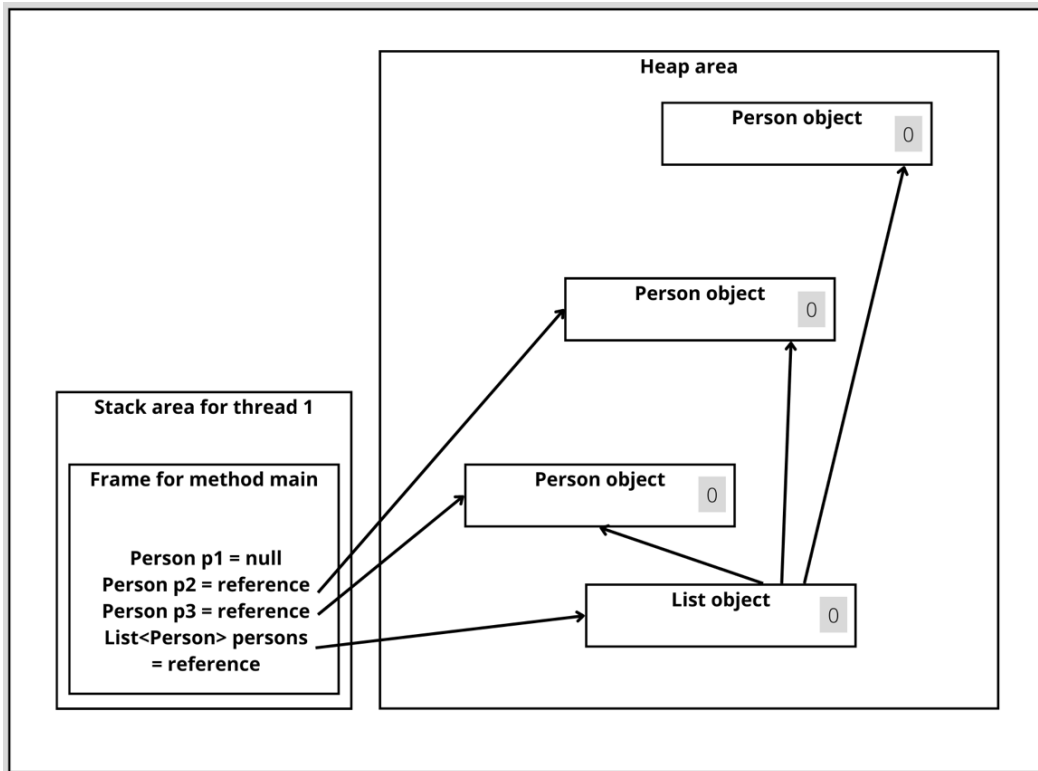 Heap area
Person object
0
Person object
0
Stack area for thread 1
Frame for method main
Person object
0
Person p1 = null
Person p2 = reference
Person p3 = reference
List<Person> persons
= reference
List object
0